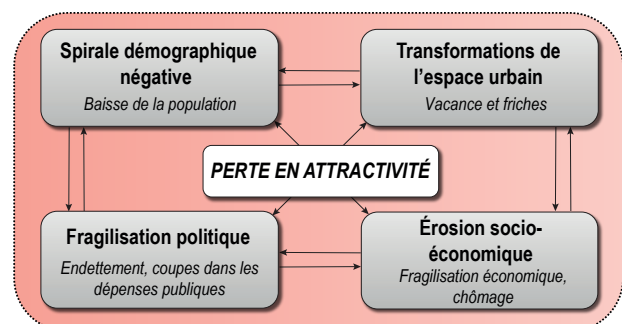 Spirale démographique
négative
Baisse de la population
Transformations de
l'espace urbain
Vacance et friches
PERTE EN ATTRACTIVITÉ
Fragilisation politique
Endettement, coupes dans les
dépenses publiques
Érosion socio-
économique
Fragilisation économique,
chômage